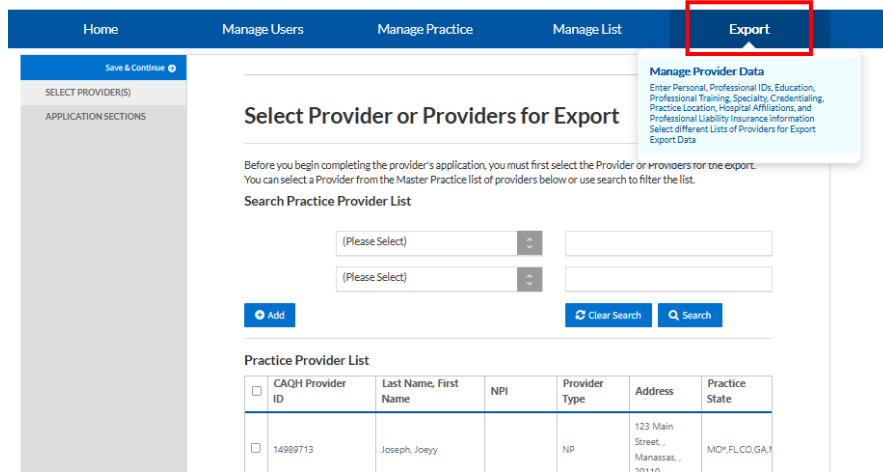 Home
Manage Users
Manage Practice
Manage List
Export
Save & Continue
SELECT PROVIDER(S)
APPLICATION SECTIONS
Manage Provider Data
Enter Personal, Professional IDs, Education,
Professional Training, Specialty, Credentialing,
Practice Location, Hospital Affiliations, and
Professional Liability Insurance information
Select different Lists of Providers for Export
Export Data
Select Provider or Providers for Export
Before you begin completing the provider's application, you must first select the Provider or Providers for the export.
You can select a Provider from the Master Practice list of providers below or use search to filter the list.
Search Practice Provider List
(Please Select)
(Please Select)
Add
Clear Search
Search
Practice Provider List
CAQH Provider
ID
Last Name, First
Name
NPI
Provider
Type
Address
Practice
State
14989713
Joseph, Joeyy
NP
123 Main
Street, ,
Manassas, ,
20110
MO*,FL,CO,GA,